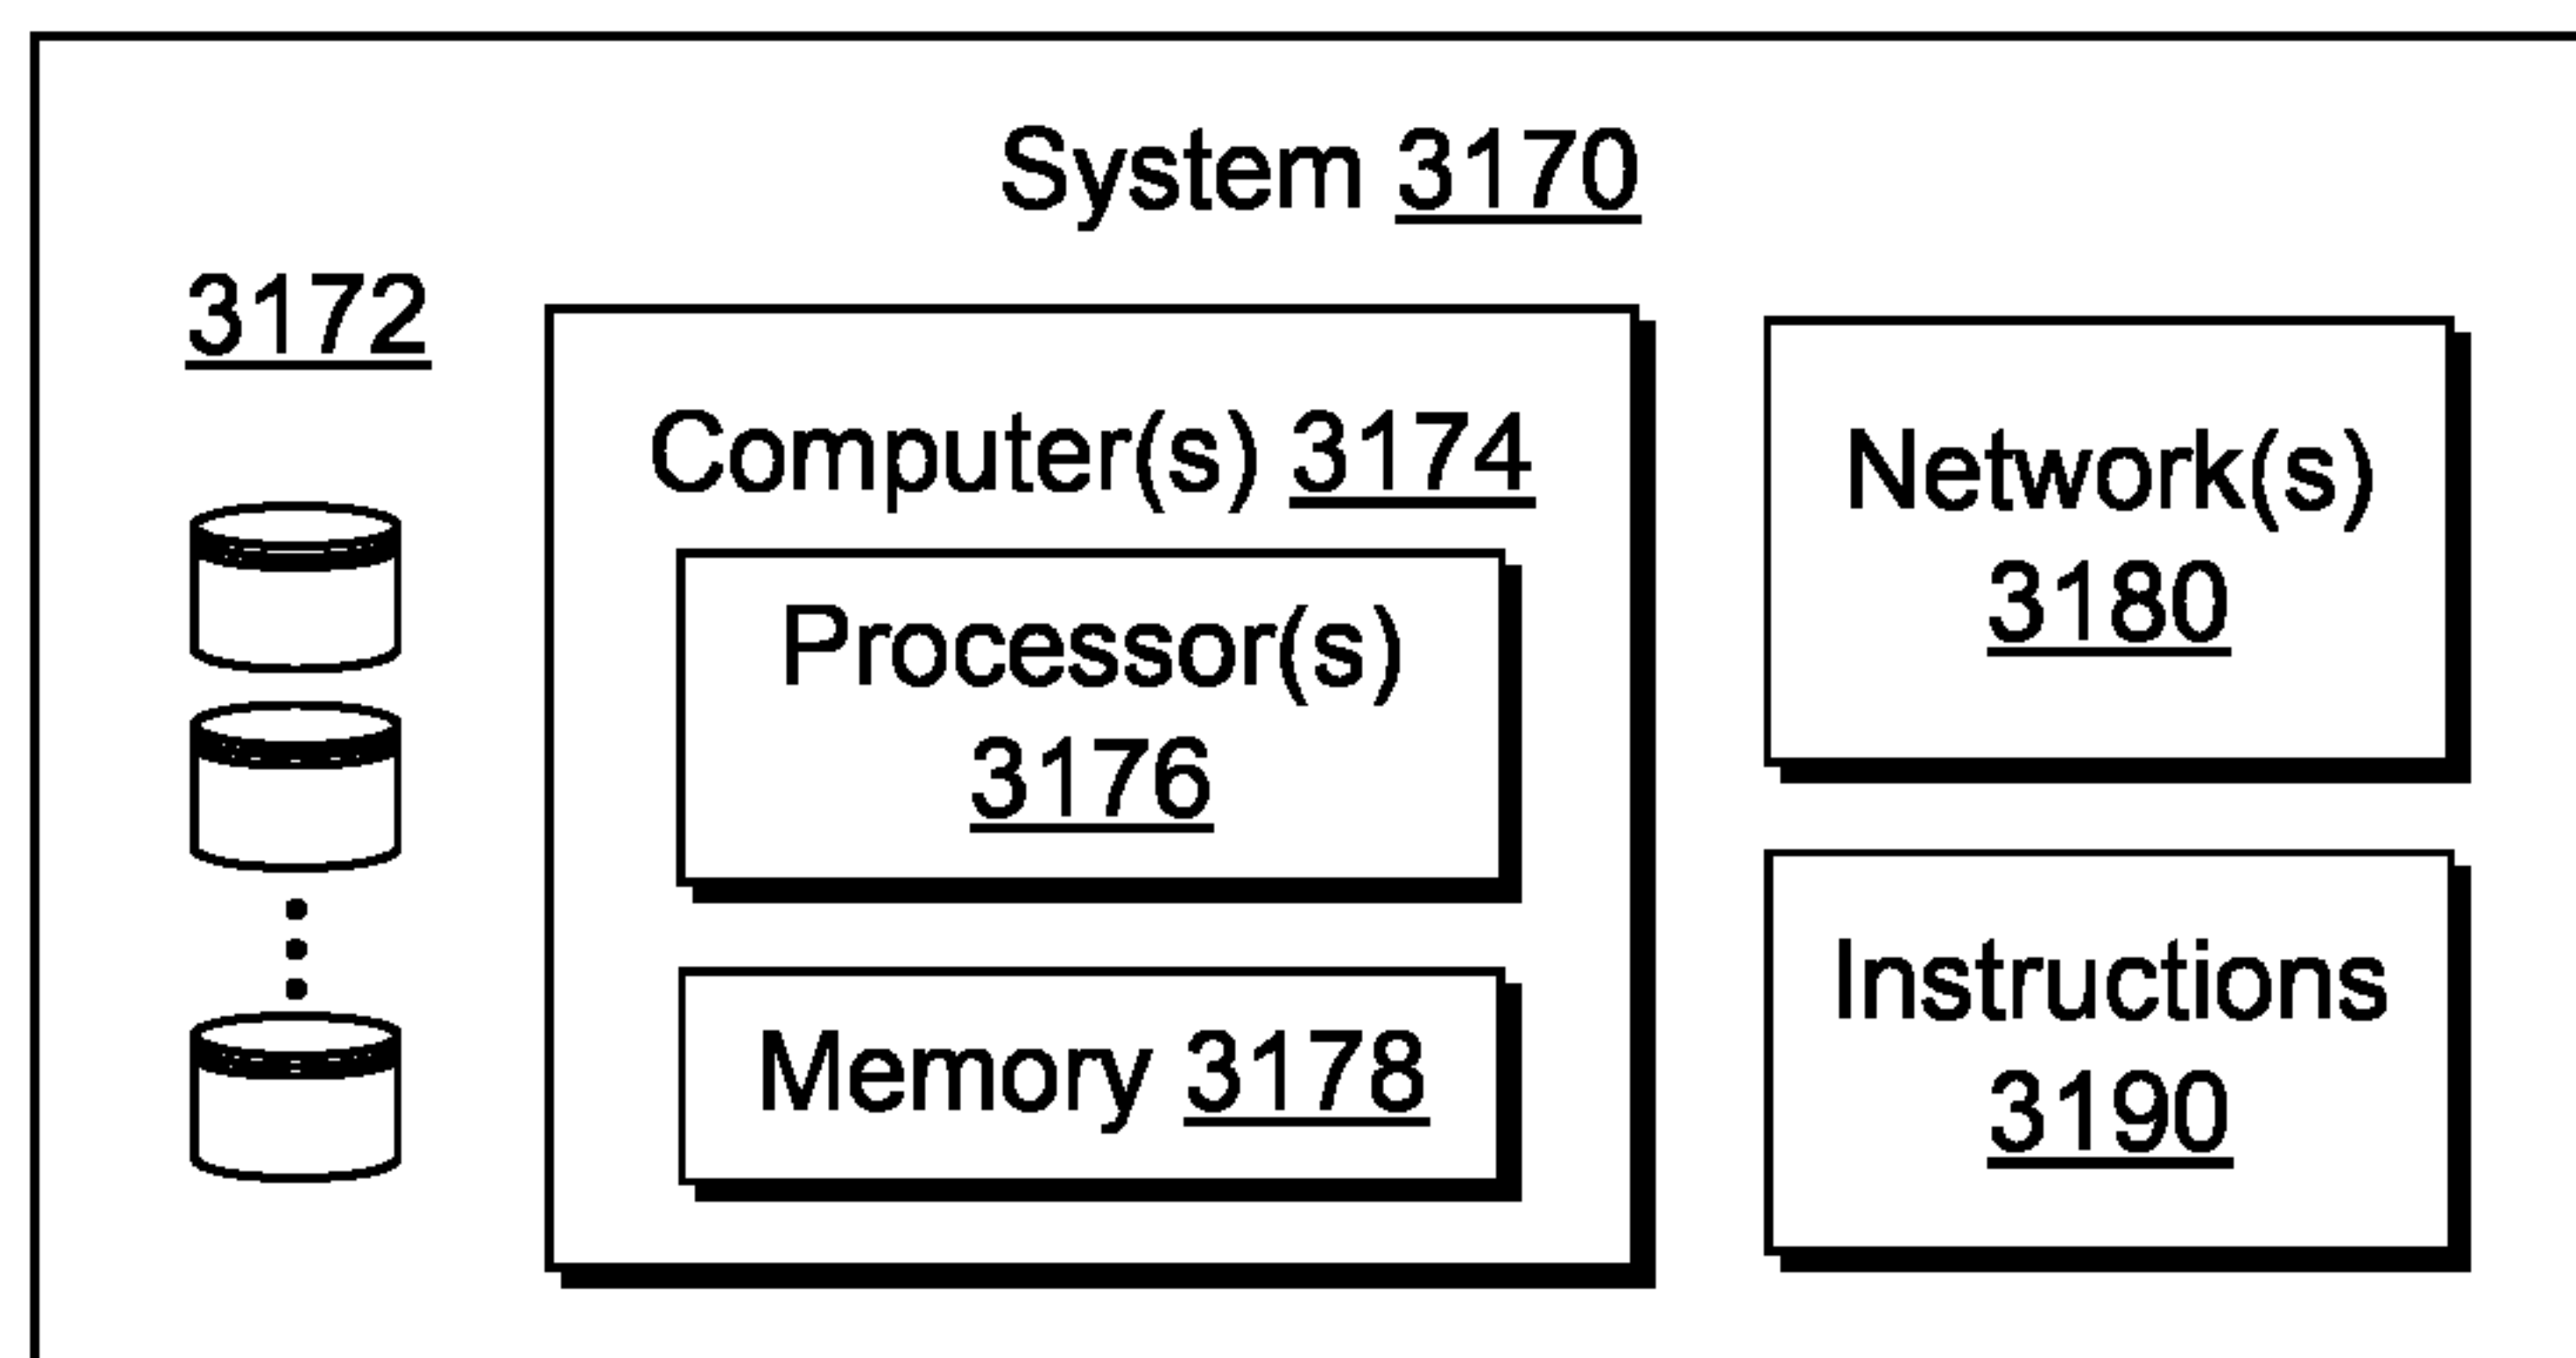 System 3170
3172
Computer(s) 3174
Processor(s)
3176
Memory 3178
Network(s)
3180
Instructions
3190